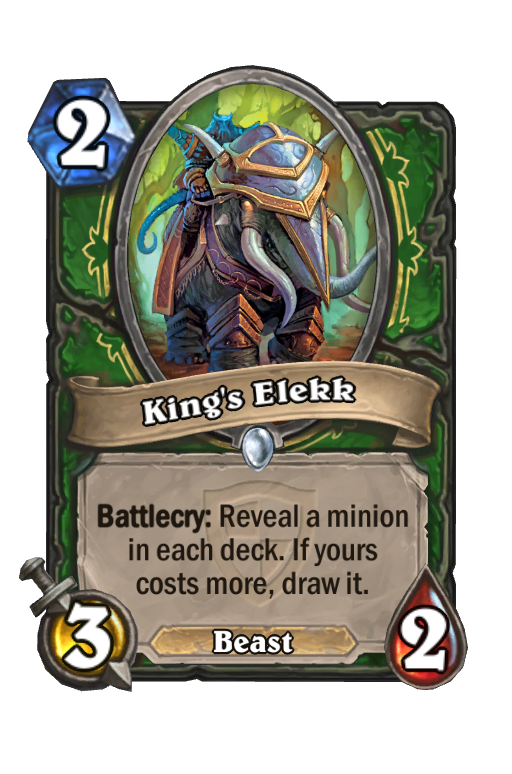 2
King's Elekk
Battlecry: Reveal a minion
in each deck. If yours
costs more, draw it.
3
Beast
2